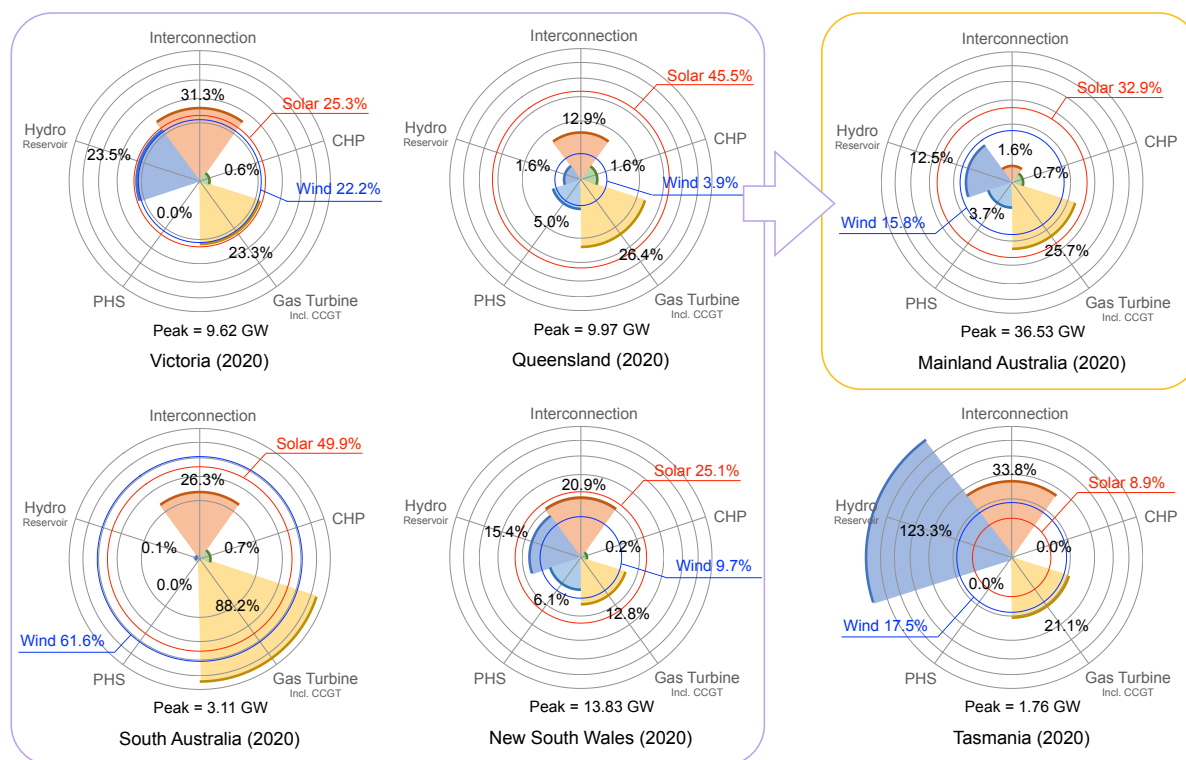 Interconnection
Solar 25.3%
31.3%
Hydro
Reservoir
CHP
23.5%
0.6%
Wind 22.2%
0.0%
23.3%
PHS
Gas Turbine
Incl. CCGT
Peak = 9.62 GW
Victoria (2020)
Interconnection
Solar 45.5%
12.9%
Hydro
Reservoir
CHP
1.6%
1.6%
Wind 3.9%
5.0%
26.4%
PHS
Gas Turbine
Incl. CCGT
Peak = 9.97 GW
Queensland (2020)
Interconnection
Solar 32.9%
Hydro
Reservoir
CHP
1.6%
12.5%
0.7%
Wind 15.8%
3.7%
25.7%
PHS
Gas Turbine
Incl. CCGT
Peak = 36.53 GW
Mainland Australia (2020)
Interconnection
Solar 49.9%
26.3%
Hydro
Reservoir
CHP
0.1%
0.7%
0.0%
88.2%
Wind 61.6%
PHS
Gas Turbine
Incl. CCGT
Peak = 3.11 GW
South Australia (2020)
Interconnection
Solar 25.1%
20.9%
Hydro
Reservoir
CHP
15.4%
0.2%
Wind 9.7%
6.1%
12.8%
PHS
Gas Turbine
Incl. CCGT
Peak = 13.83 GW
New South Wales (2020)
Interconnection
33.8%
Solar 8.9%
Hydro
Reservoir
CHP
123.3%
0.0%
0.0%
Wind 17.5%
21.1%
PHS
Gas Turbine
Incl. CCGT
Peak = 1.76 GW
Tasmania (2020)